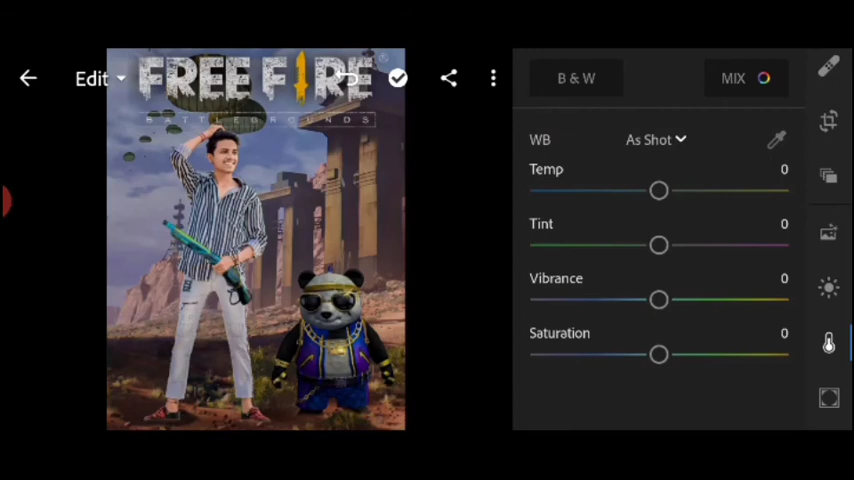 Edit
FREE FIRE
BATTLEGROUNDS
B & W
MIX
WB
As Shot
Temp
0
Tint
0
Vibrance
0
Saturation
0